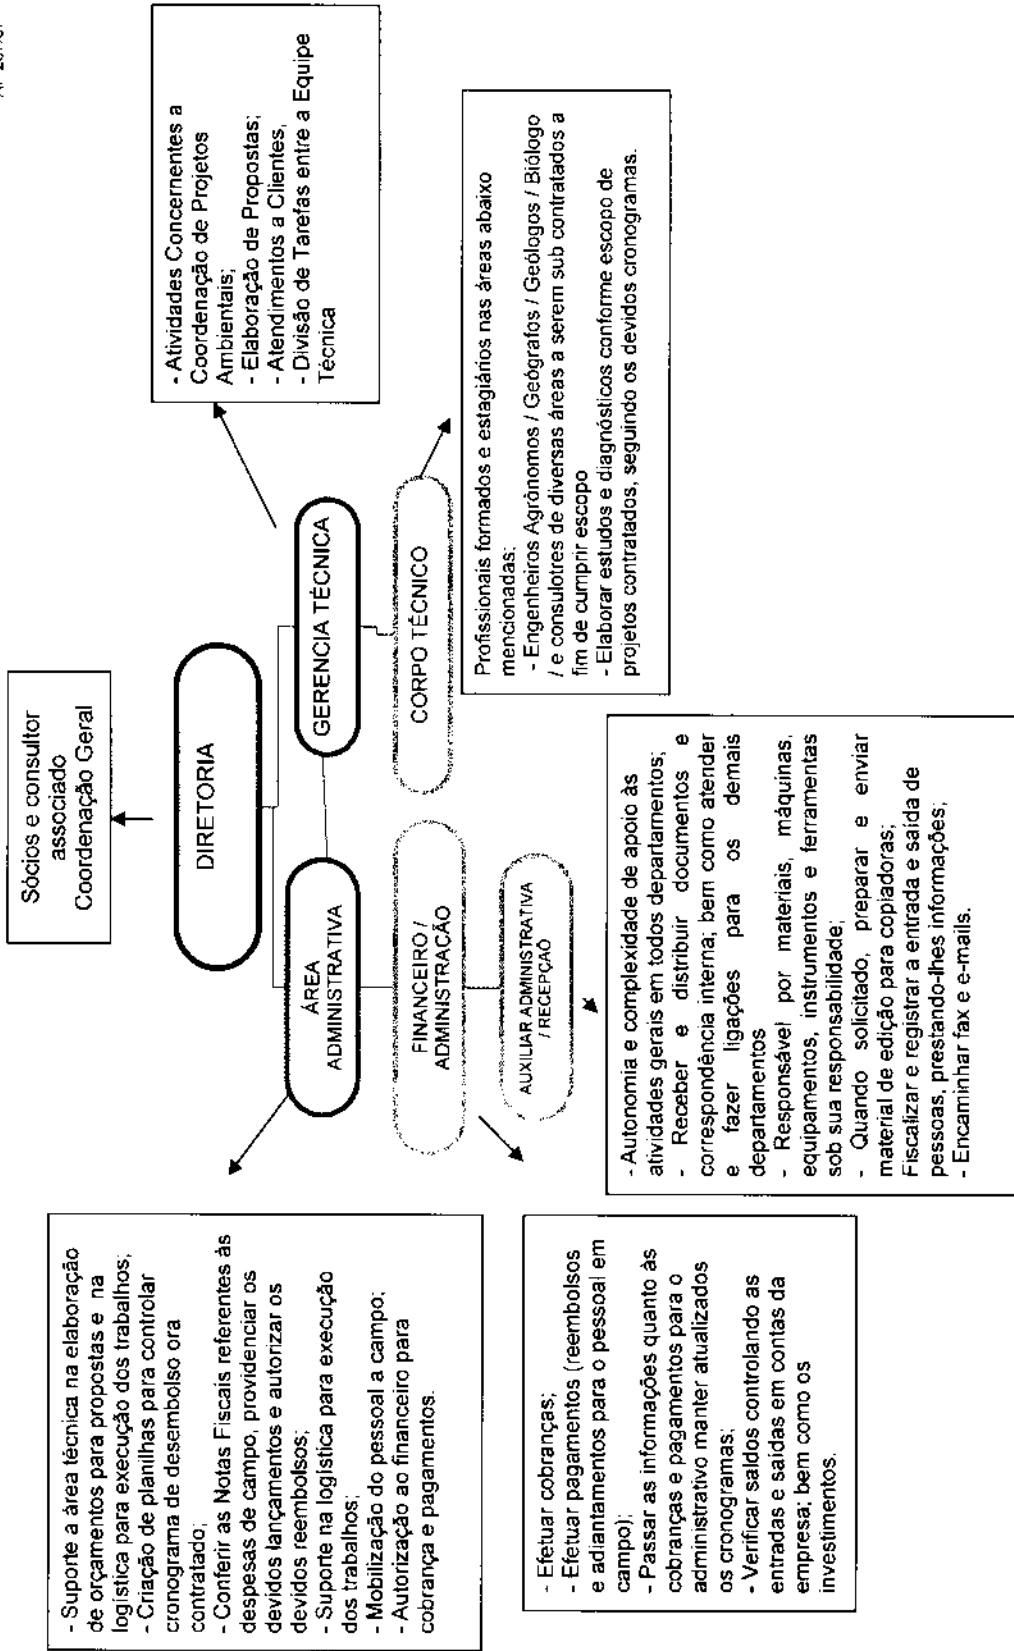 Sócios e consultor
associado
Coordenação Geral
DIRETORIA
ÁREA
ADMINISTRATIVA
GERENCIA TÉCNICA
FINANCEIRO /
ADMINISTRAÇÃO
CORPO TÉCNICO
AUXILIAR ADMINISTRATIVA
/ RECEPÇÃO
- Suporte a área técnica na elaboração
de orçamentos para propostas e na
logística para execução dos trabalhos;
- Criação de planilhas para controlar
cronograma de desembolso ora
contratado;
- Conferir as Notas Fiscais referentes às
despesas de campo, providenciar os
devidos lançamentos e autorizar os
devidos reembolsos;
- Suporte na logística para execução
dos trabalhos;
- Mobilização do pessoal a campo;
- Autorização ao financeiro para
cobrança e pagamentos.
- Efetuar cobranças;
- Efetuar pagamentos (reembolsos
e adiantamentos para o pessoal em
campo);
- Passar as informações quanto às
cobranças e pagamentos para o
administrativo manter atualizados
os cronogramas;
- Verificar saldos controlando as
entradas e saídas em contas da
empresa; bem como os
investimentos.
- Autonomia e complexidade de apoio às
atividades gerais em todos departamentos;
- Receber e distribuir documentos e
correspondência interna; bem como atender
e fazer ligações para os demais
departamentos
- Responsável por materiais, máquinas,
equipamentos, instrumentos e ferramentas
sob sua responsabilidade;
- Quando solicitado, preparar e enviar
material de edição para copiadoras;
Fiscalizar e registrar a entrada e saída de
pessoas, prestando-lhes informações;
- Encaminhar fax e e-mails.
- Atividades Concernentes a
Coordenação de Projetos
Ambientais;
- Elaboração de Propostas;
- Atendimentos a Clientes,
- Divisão de Tarefas entre a Equipe
Técnica
Profissionais formados e estagiários nas áreas abaixo
mencionadas:
- Engenheiros Agrônomos / Geógrafos / Geólogos / Biólogo
/ e consulotres de diversas áreas a serem sub contratados a
fim de cumprir escopo
- Elaborar estudos e diagnósticos conforme escopo de
projetos contratados, seguindo os devidos cronogramas.